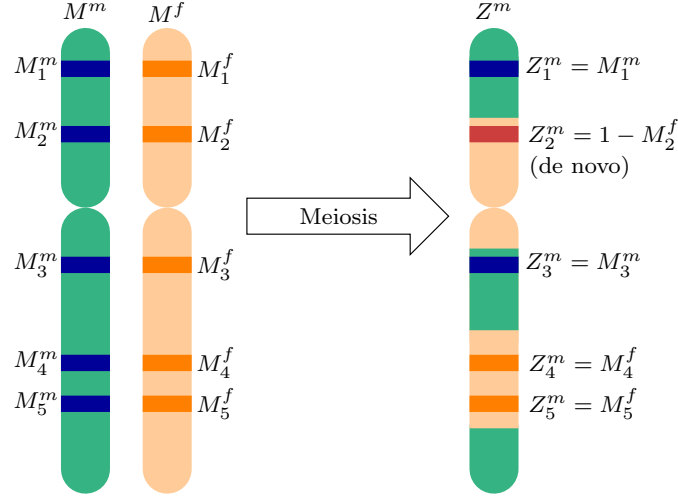 M^m M^f Z^m
M_1^m M_1^f Z_1^m = M_1^m
M_2^m M_2^f Z_2^m = 1 − M_2^f
(de novo)
Meiosis
M_3^m M_3^f Z_3^m = M_3^m
M_4^m M_4^f Z_4^m = M_4^f
M_5^m M_5^f Z_5^m = M_5^f